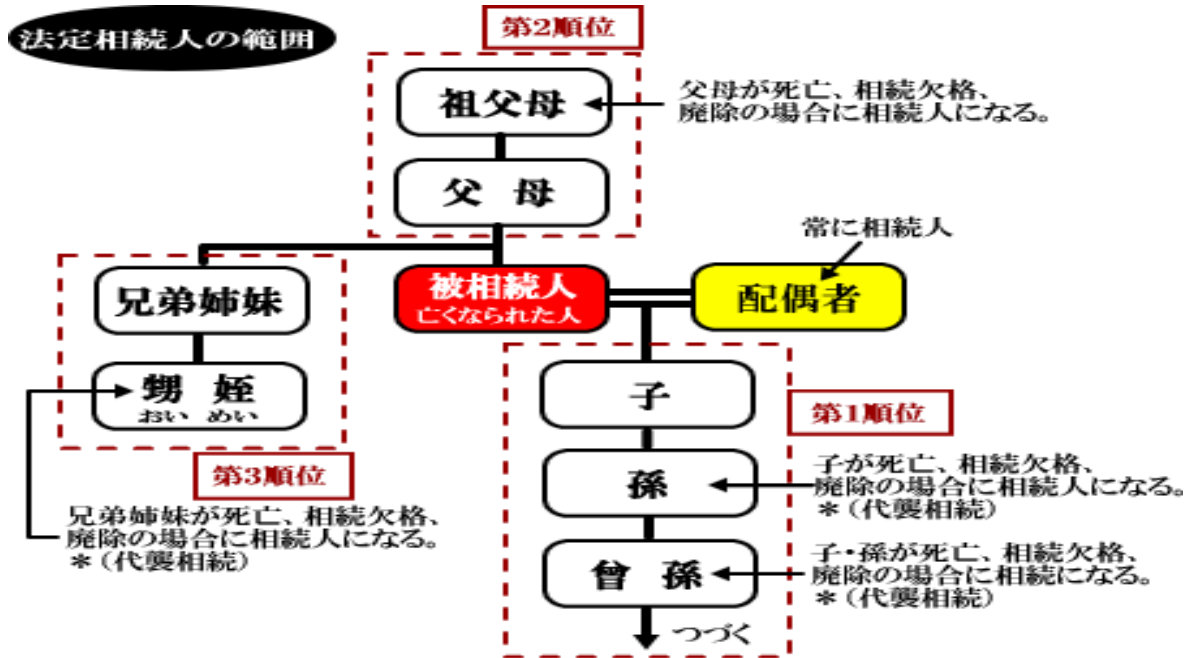 法定相続人の範囲
第2順位
祖父母
父母が死亡、相続欠格、
廃除の場合に相続人になる。
父 母
常に相続人
兄弟姉妹
被相続人
亡くなられた人
配偶者
甥 姪
おい めい
子
第1順位
第3順位
孫
子が死亡、相続欠格、
廃除の場合に相続人になる。
*(代襲相続)
兄弟姉妹が死亡、相続欠格、
廃除の場合に相続人になる。
*(代襲相続)
曾 孫
子・孫が死亡、相続欠格、
廃除の場合に相続になる。
*(代襲相続)
つづく